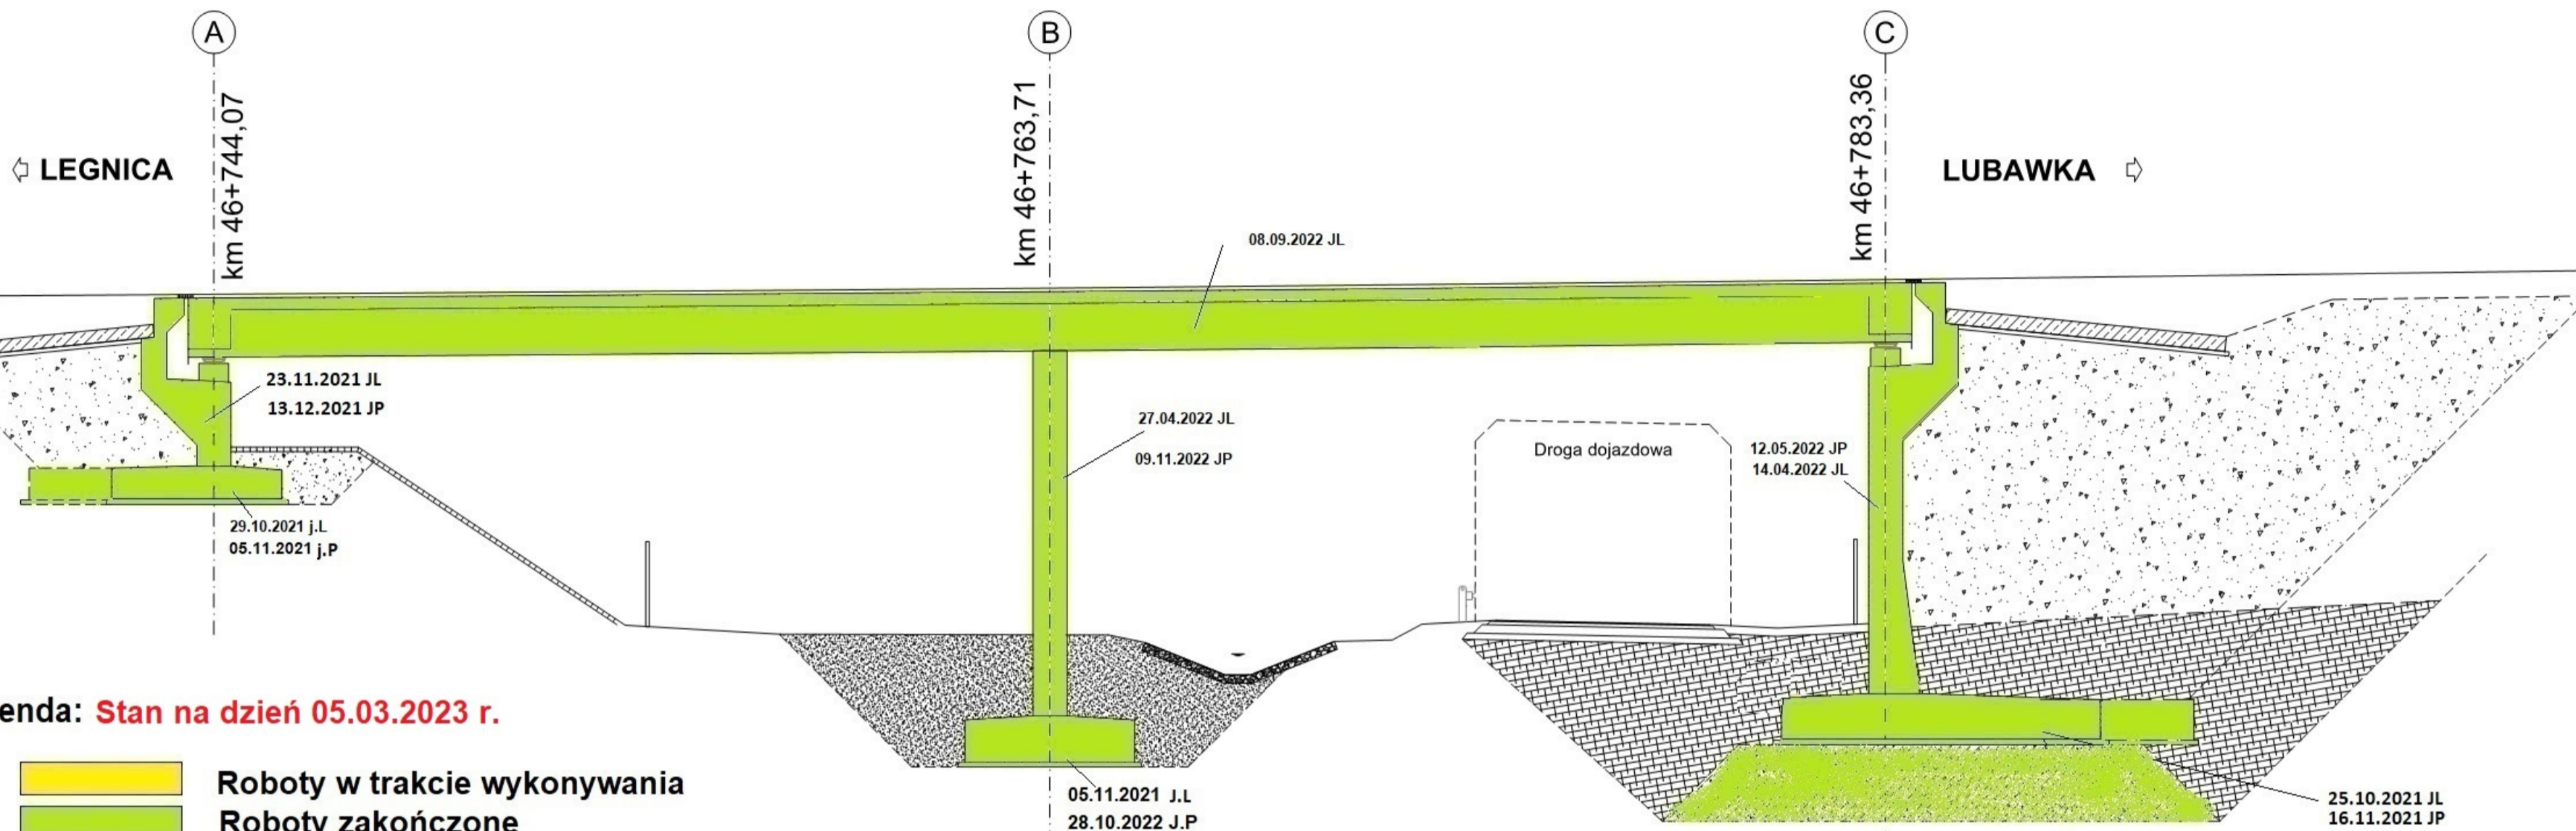 A
B
C
km 46+744,07
km 46+763,71
km 46+783,36
LEGNICA
LUBAWKA
08.09.2022 JL
23.11.2021 JL
13.12.2021 JP
27.04.2022 JL
09.11.2022 JP
Droga dojazdowa
12.05.2022 JP
14.04.2022 JL
29.10.2021 j.L
05.11.2021 j.P
enda: Stan na dzień 05.03.2023 r.
Roboty w trakcie wykonywania
Roboty zakończone
05.11.2021 J.L
28.10.2022 J.P
25.10.2021 JL
16.11.2021 JP